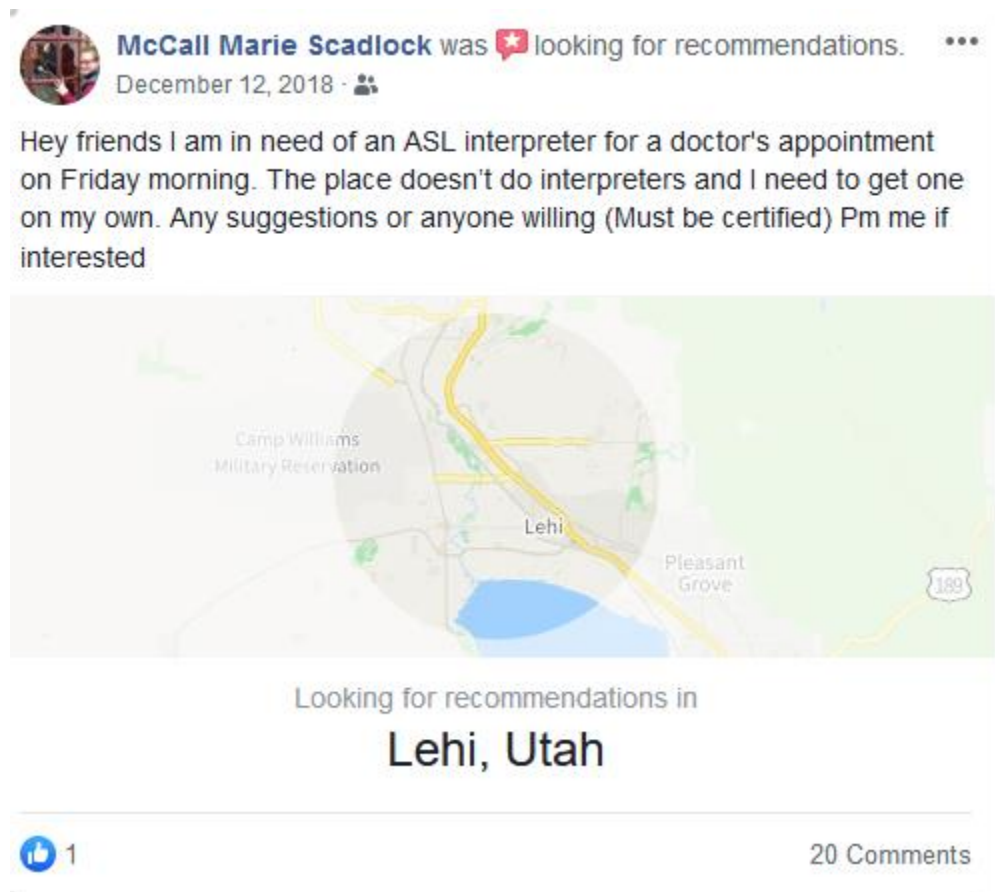 McCall Marie Scadlock was looking for recommendations.
December 12, 2018 ·
Hey friends I am in need of an ASL interpreter for a doctor's appointment
on Friday morning. The place doesn't do interpreters and I need to get one
on my own. Any suggestions or anyone willing (Must be certified) Pm me if
interested
Camp Williams
Military Reservation
Lehi
Pleasant
Grove
189
Looking for recommendations in
Lehi, Utah
1
20 Comments